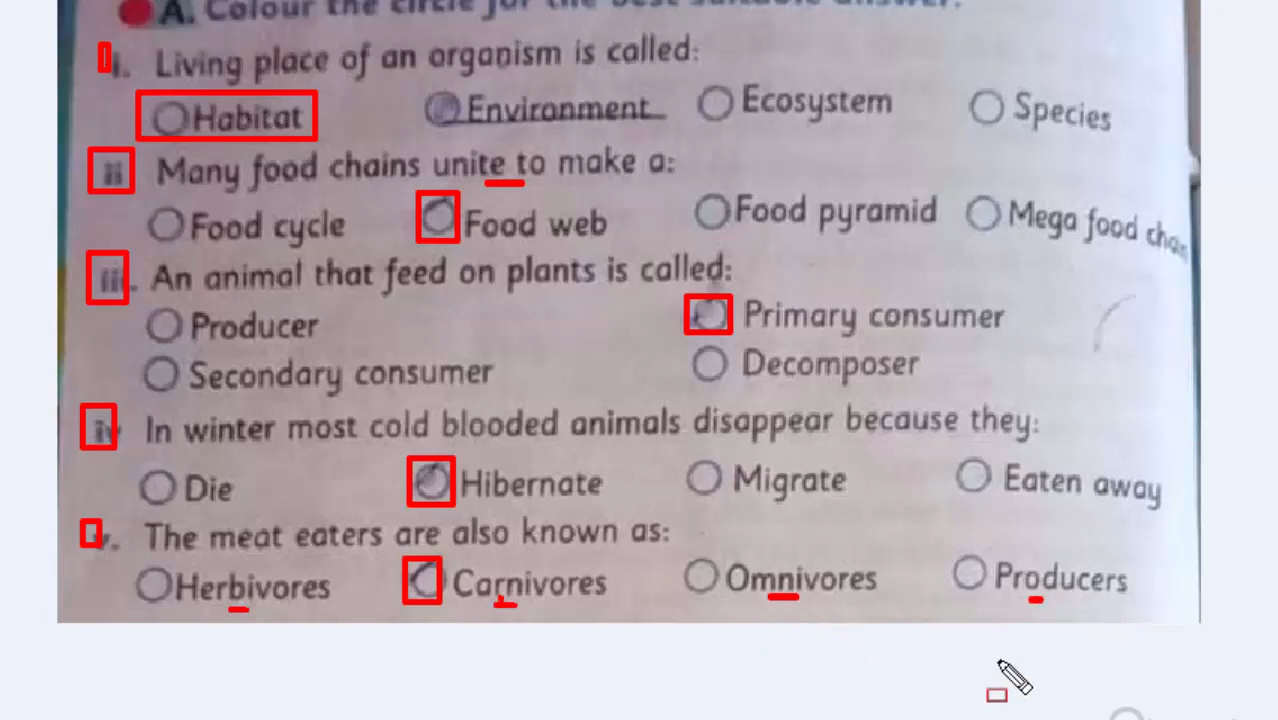 A. Colour the circle for the best suitable answer.
i. Living place of an organism is called:
Habitat Environment Ecosystem Species
ii Many food chains unite to make a:
Food cycle Food web Food pyramid Mega food chain
iii. An animal that feed on plants is called:
Producer Primary consumer
Secondary consumer Decomposer
iv In winter most cold blooded animals disappear because they:
Die Hibernate Migrate Eaten away
v. The meat eaters are also known as:
Herbivores Carnivores Omnivores Producers